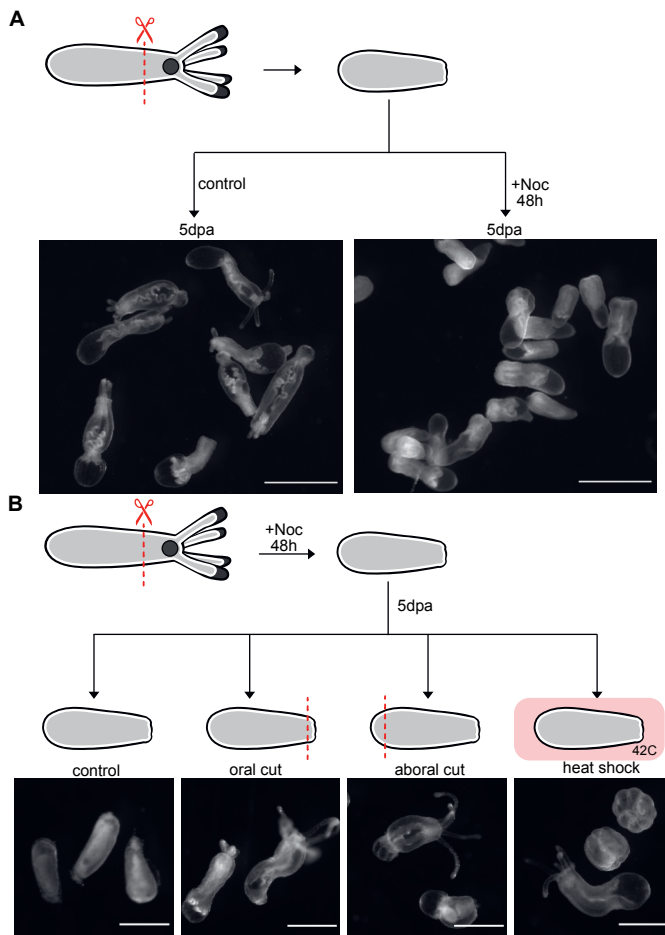 A
control
+Noc
48h
5dpa
5dpa
B
+Noc
48h
5dpa
42C
control
oral cut
aboral cut
heat shock